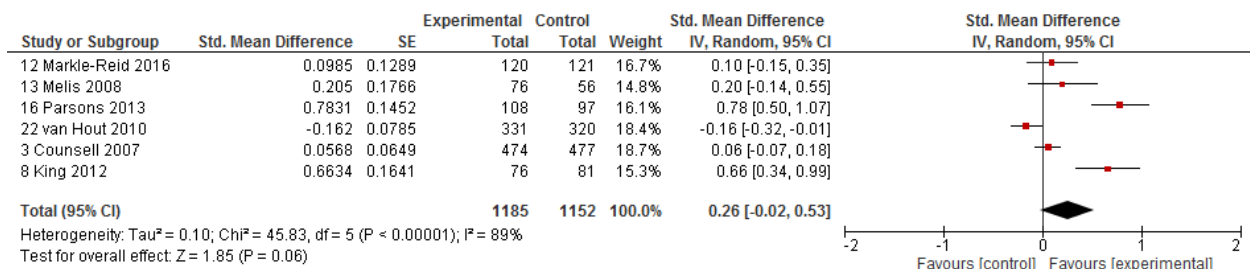 Experimental Control Std. Mean Difference Std. Mean Difference
Study or Subgroup Std. Mean Difference SE Total Total Weight IV, Random, 95% CI IV, Random, 95% CI
12 Markle-Reid 2016 0.0985 0.1289 120 121 16.7% 0.10 [-0.15, 0.35]
13 Melis 2008 0.205 0.1766 76 56 14.8% 0.20 [-0.14, 0.55]
16 Parsons 2013 0.7831 0.1452 108 97 16.1% 0.78 [0.50, 1.07]
22 van Hout 2010 -0.162 0.0785 331 320 18.4% -0.16 [-0.32, -0.01]
3 Counsell 2007 0.0568 0.0649 474 477 18.7% 0.06 [-0.07, 0.18]
8 King 2012 0.6634 0.1641 76 81 15.3% 0.66 [0.34, 0.99]
Total (95% CI) 1185 1152 100.0% 0.26 [-0.02, 0.53]
Heterogeneity: Tau² = 0.10; Chi² = 45.83, df = 5 (P < 0.00001); I² = 89%
Test for overall effect: Z = 1.85 (P = 0.06)
-2 -1 0 1 2
Favours [control] Favours [experimental]